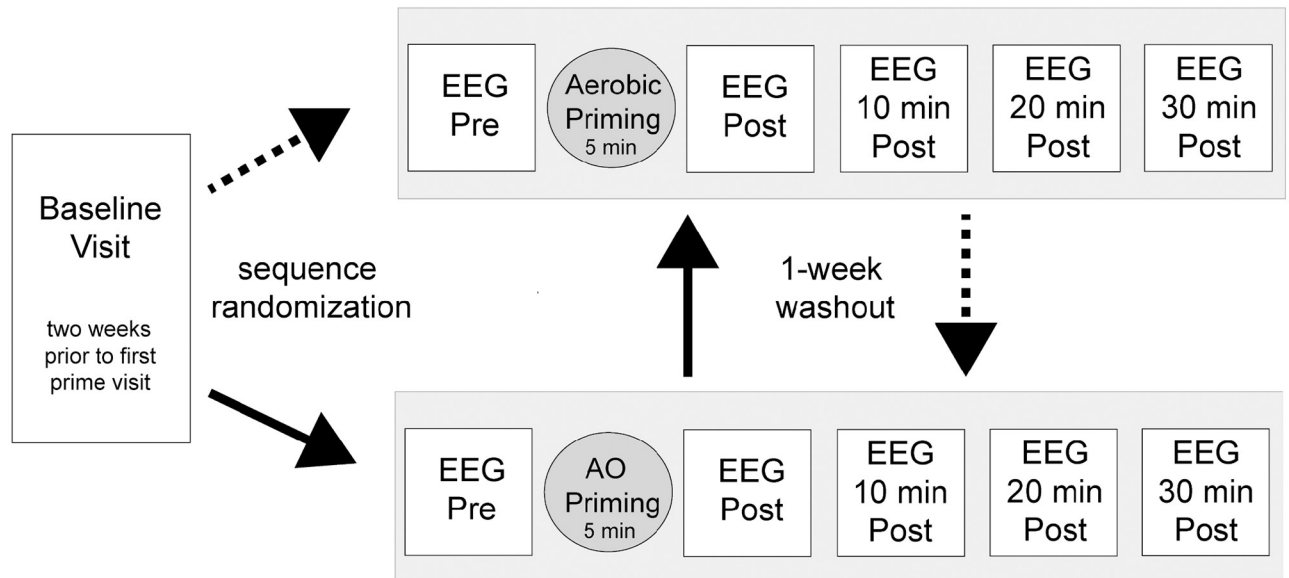 Baseline
Visit
two weeks
prior to first
prime visit
sequence
randomization
EEG
Pre
Aerobic
Priming
5 min
EEG
Post
EEG
10 min
Post
EEG
20 min
Post
EEG
30 min
Post
1-week
washout
EEG
Pre
AO
Priming
5 min
EEG
Post
EEG
10 min
Post
EEG
20 min
Post
EEG
30 min
Post